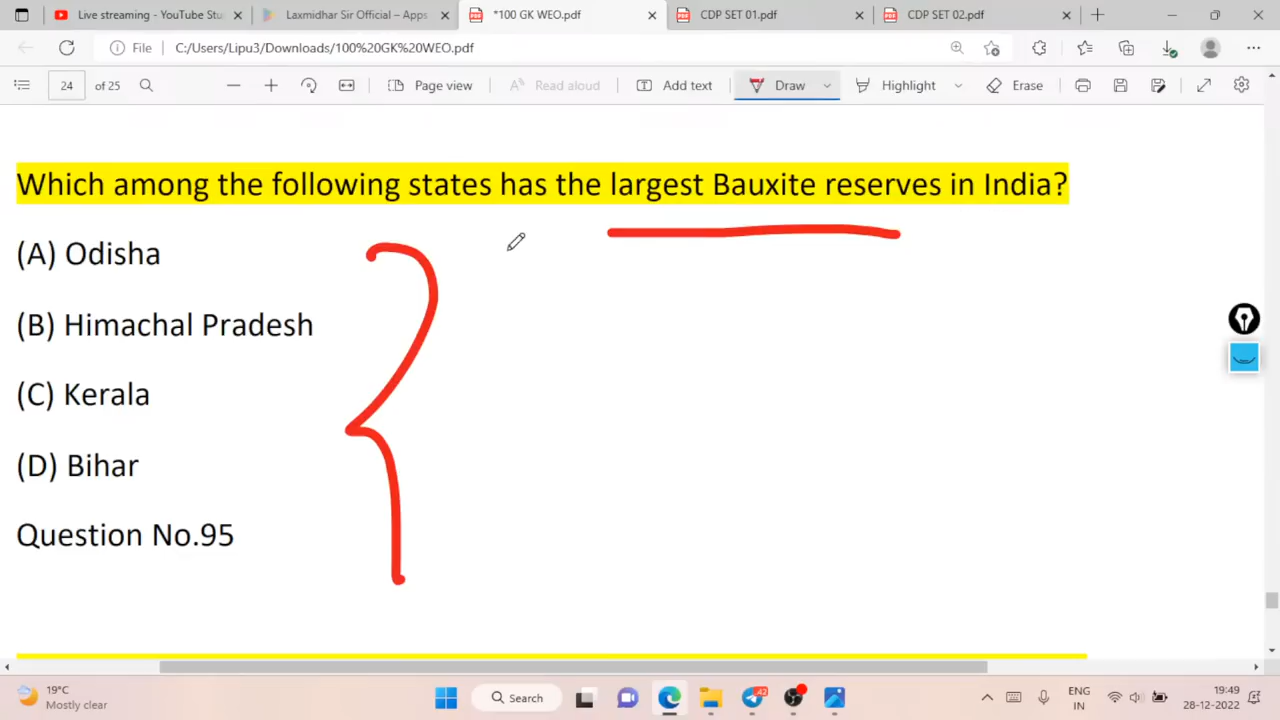 Live streaming - YouTube Stu
Laxmidhar Sir Official – Apps
*100 GK WEO.pdf
CDP SET 01.pdf
CDP SET 02.pdf
File
C:/Users/Lipu3/Downloads/100%20GK%20WEO.pdf
24 of 25
Page view
Read aloud
Add text
Draw
Highlight
Erase
Which among the following states has the largest Bauxite reserves in India?
(A) Odisha
(B) Himachal Pradesh
(C) Kerala
(D) Bihar
Question No.95
19°C
Mostly clear
Search
42
ENG
IN
19:49
28-12-2022